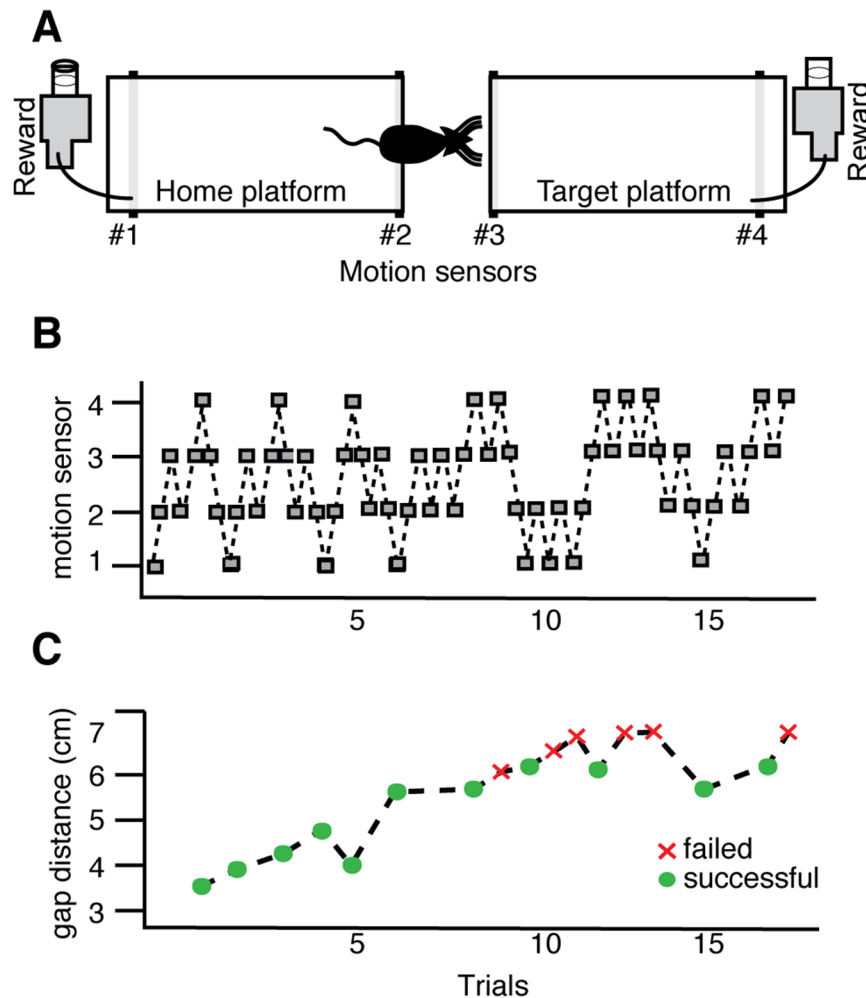 A
Reward
Home platform
Target platform
Reward
#1
#2
#3
#4
Motion sensors
B
motion sensor
4
3
2
1
5
10
15
C
gap distance (cm)
7
6
5
4
3
failed
successful
5
10
15
Trials